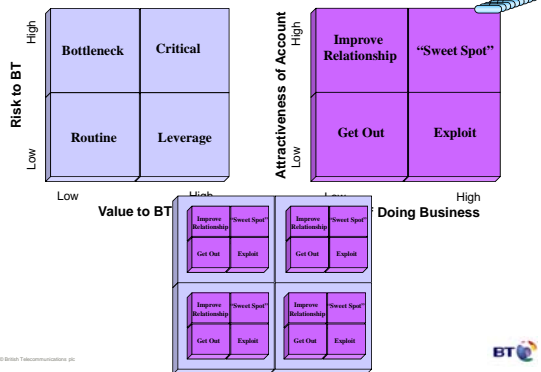 Risk to BT
High
Low
Bottleneck
Critical
Routine
Leverage
Low
High
Value to BT
Attractiveness of Account
High
Low
Improve
Relationship
“Sweet Spot”
Get Out
Exploit
High
Doing Business
Improve
Relationship
“Sweet Spot”
Get Out
Exploit
Improve
Relationship
“Sweet Spot”
Get Out
Exploit
Improve
Relationship
“Sweet Spot”
Get Out
Exploit
Improve
Relationship
“Sweet Spot”
Get Out
Exploit
© British Telecommunications plc
BT